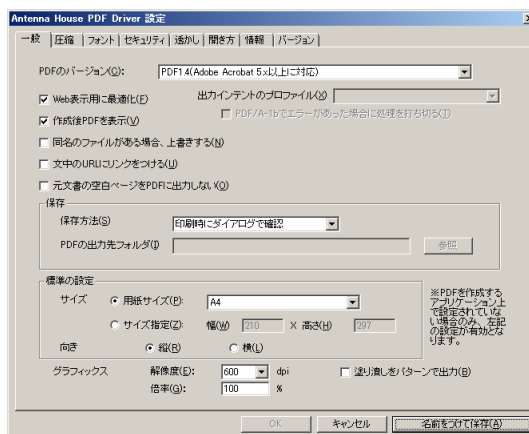 Antenna House PDF Driver 設定
一般 圧縮 フォント セキュリティ 透かし 開き方 情報 バージョン
PDFのバージョン(C): PDF1.4(Adobe Acrobat 5.x以上に対応)
Web表示用に最適化(F) 出力インテントのプロファイル(X)
作成後PDFを表示(V) PDF/A-1bでエラーがあった場合に処理を打ち切る(T)
同名のファイルがある場合、上書きする(N)
文中のURLにリンクをつける(U)
元文書の空白ページをPDFに出力しない(O)
保存
保存方法(S) 印刷時にダイアログで確認
PDFの出力先フォルダ(I) 参照
標準の設定
サイズ 用紙サイズ(P): A4
サイズ指定(Z): 幅(W) 210 X 高さ(H) 297
向き 縦(R) 横(L)
※PDFを作成する
アプリケーション上
で設定されていな
い場合のみ、左記
の設定が有効とな
ります。
グラフィックス 解像度(E): 600 dpi 塗り潰しをパターンで出力(B)
倍率(G): 100 %
OK キャンセル 名前をつけて保存(A)